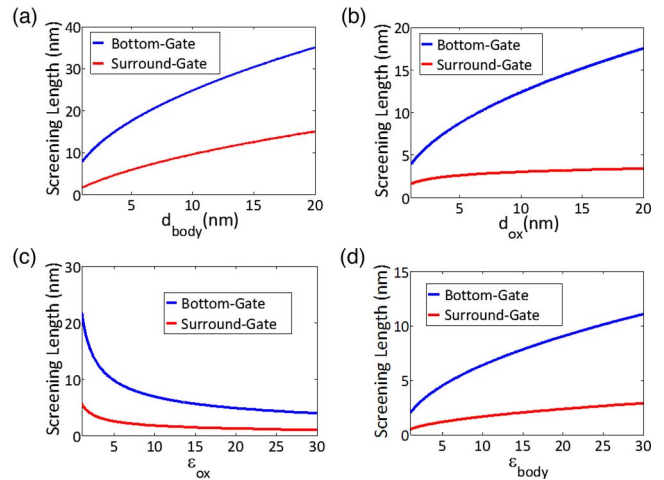 (a)
Screening Length (nm)
40
30
20
10
0
Bottom-Gate
Surround-Gate
5
10
15
20
d_body(nm)
(b)
Screening Length (nm)
20
15
10
5
0
Bottom-Gate
Surround-Gate
5
10
15
20
d_ox(nm)
(c)
Screening Length (nm)
30
20
10
0
Bottom-Gate
Surround-Gate
5
10
15
20
25
30
ε_ox
(d)
Screening Length (nm)
15
10
5
0
Bottom-Gate
Surround-Gate
5
10
15
20
25
30
ε_body